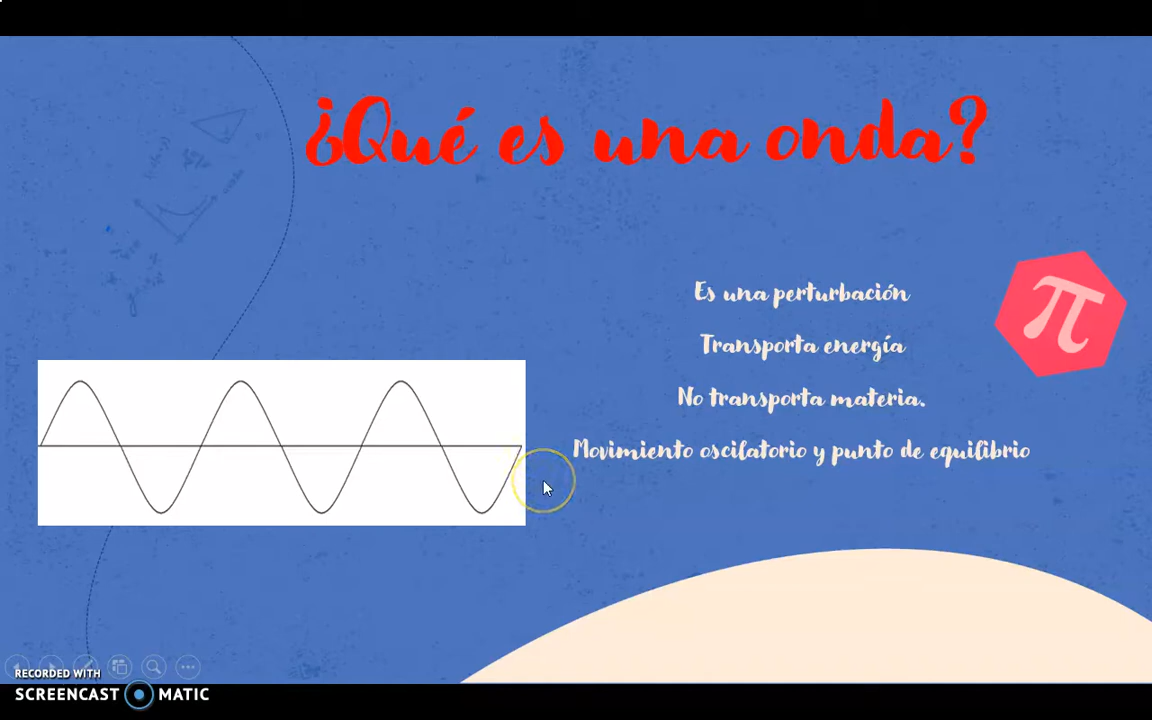 ¿Qué es una onda?
Es una perturbación
π
Transporta energía
No transporta materia.
Movimiento oscilatorio y punto de equilibrio
RECORDED WITH
SCREENCAST MATIC